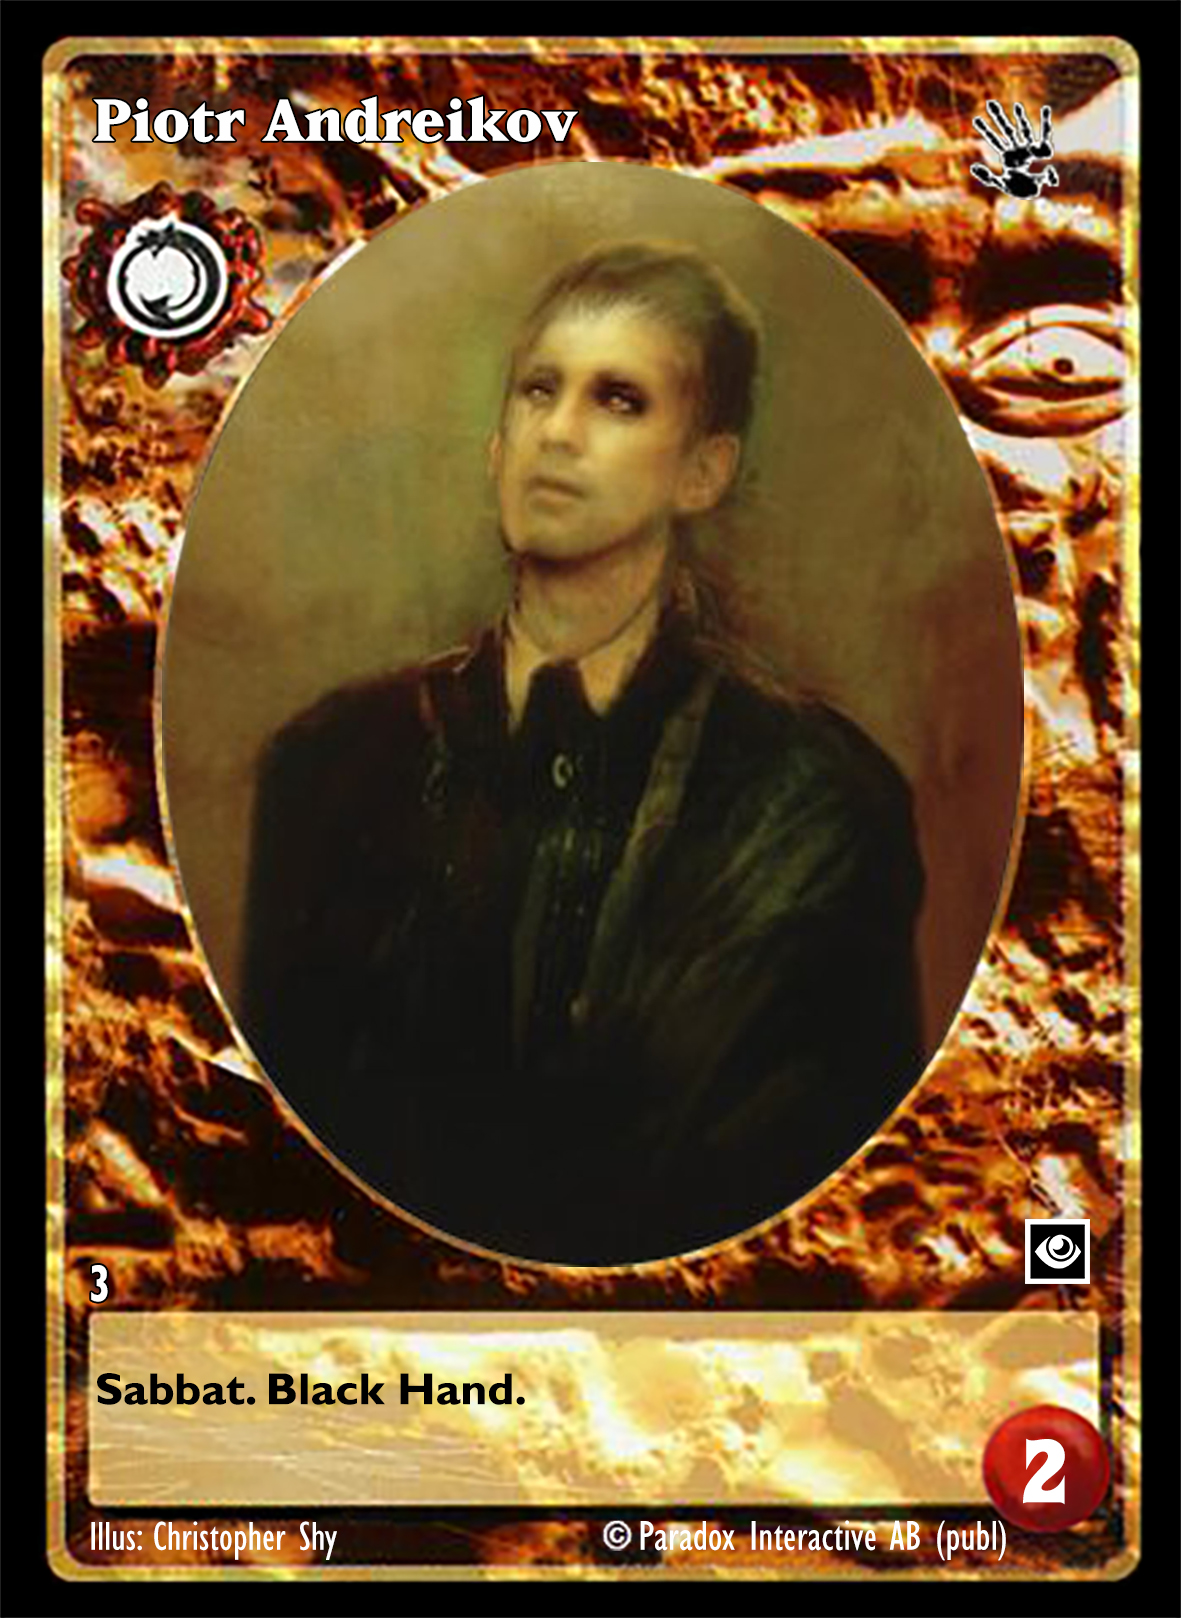 Piotr Andreikov
3
Sabbat. Black Hand.
2
Illus: Christopher Shy
© Paradox Interactive AB (publ)